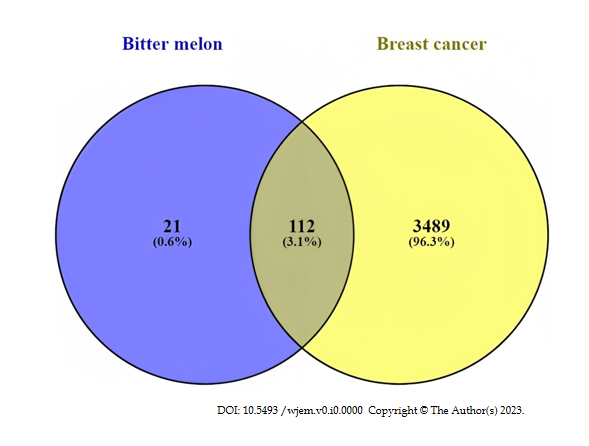 Bitter melon Breast cancer
21 112 3489
(0.6%) (3.1%) (96.3%)
DOI: 10.5493 /wjem.v0.i0.0000 Copyright © The Author(s) 2023.